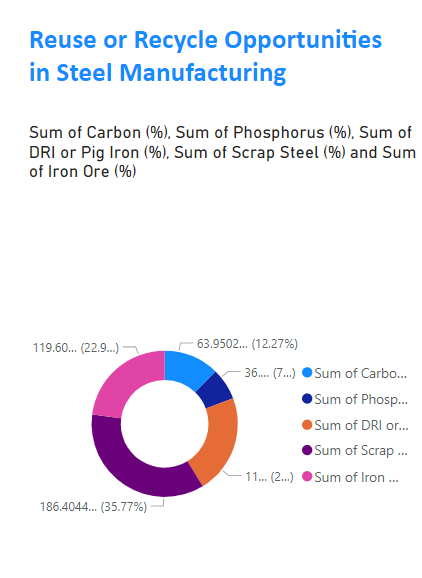 Reuse or Recycle Opportunities
in Steel Manufacturing
Sum of Carbon (%), Sum of Phosphorus (%), Sum of
DRI or Pig Iron (%), Sum of Scrap Steel (%) and Sum
of Iron Ore (%)
119.60... (22.9...)
63.9502... (12.27%)
36.... (7...)
11... (2...)
186.4044... (35.77%)
Sum of Carbo...
Sum of Phosp...
Sum of DRI or...
Sum of Scrap ...
Sum of Iron ...